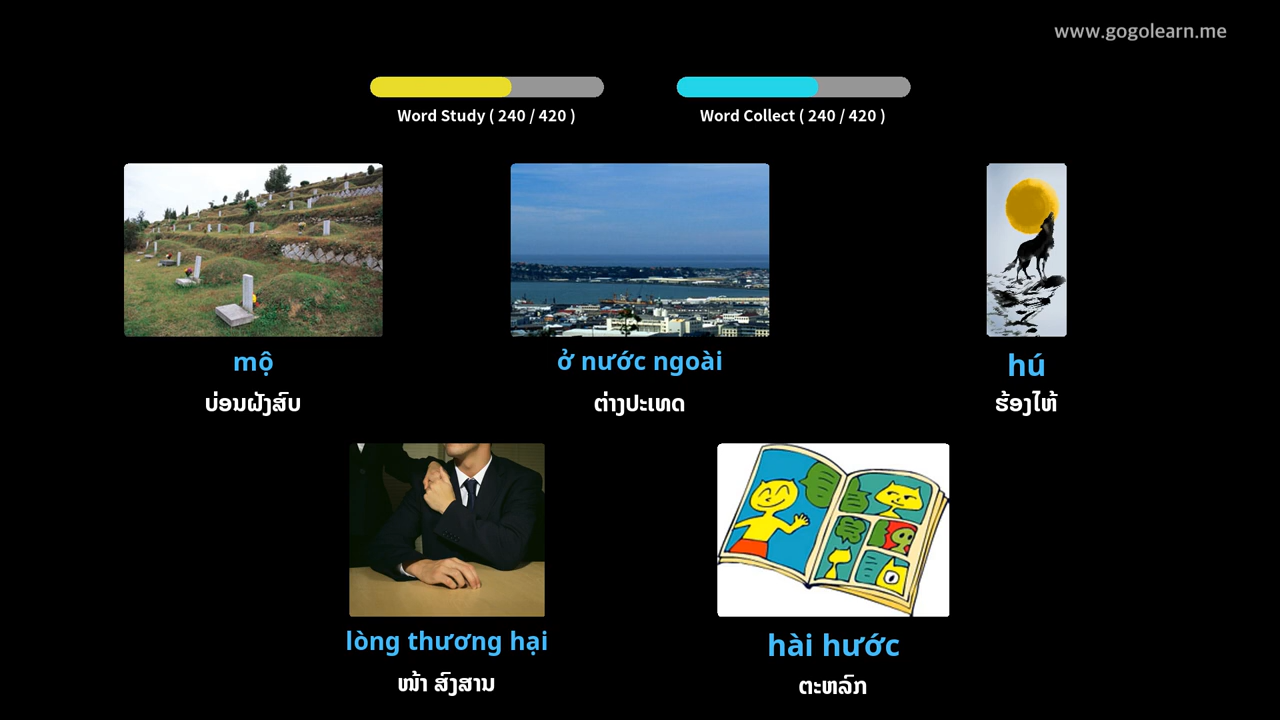 www.gogolearn.me
Word Study ( 240 / 420 )
Word Collect ( 240 / 420 )
mộ
ບ່ອນຝັງສົບ
ở nước ngoài
ຕ່າງປະເທດ
hú
ຮ້ອງໄຫ້
lòng thương hại
ໜ້າ ສົງສານ
hài hước
ຕະຫລົກ